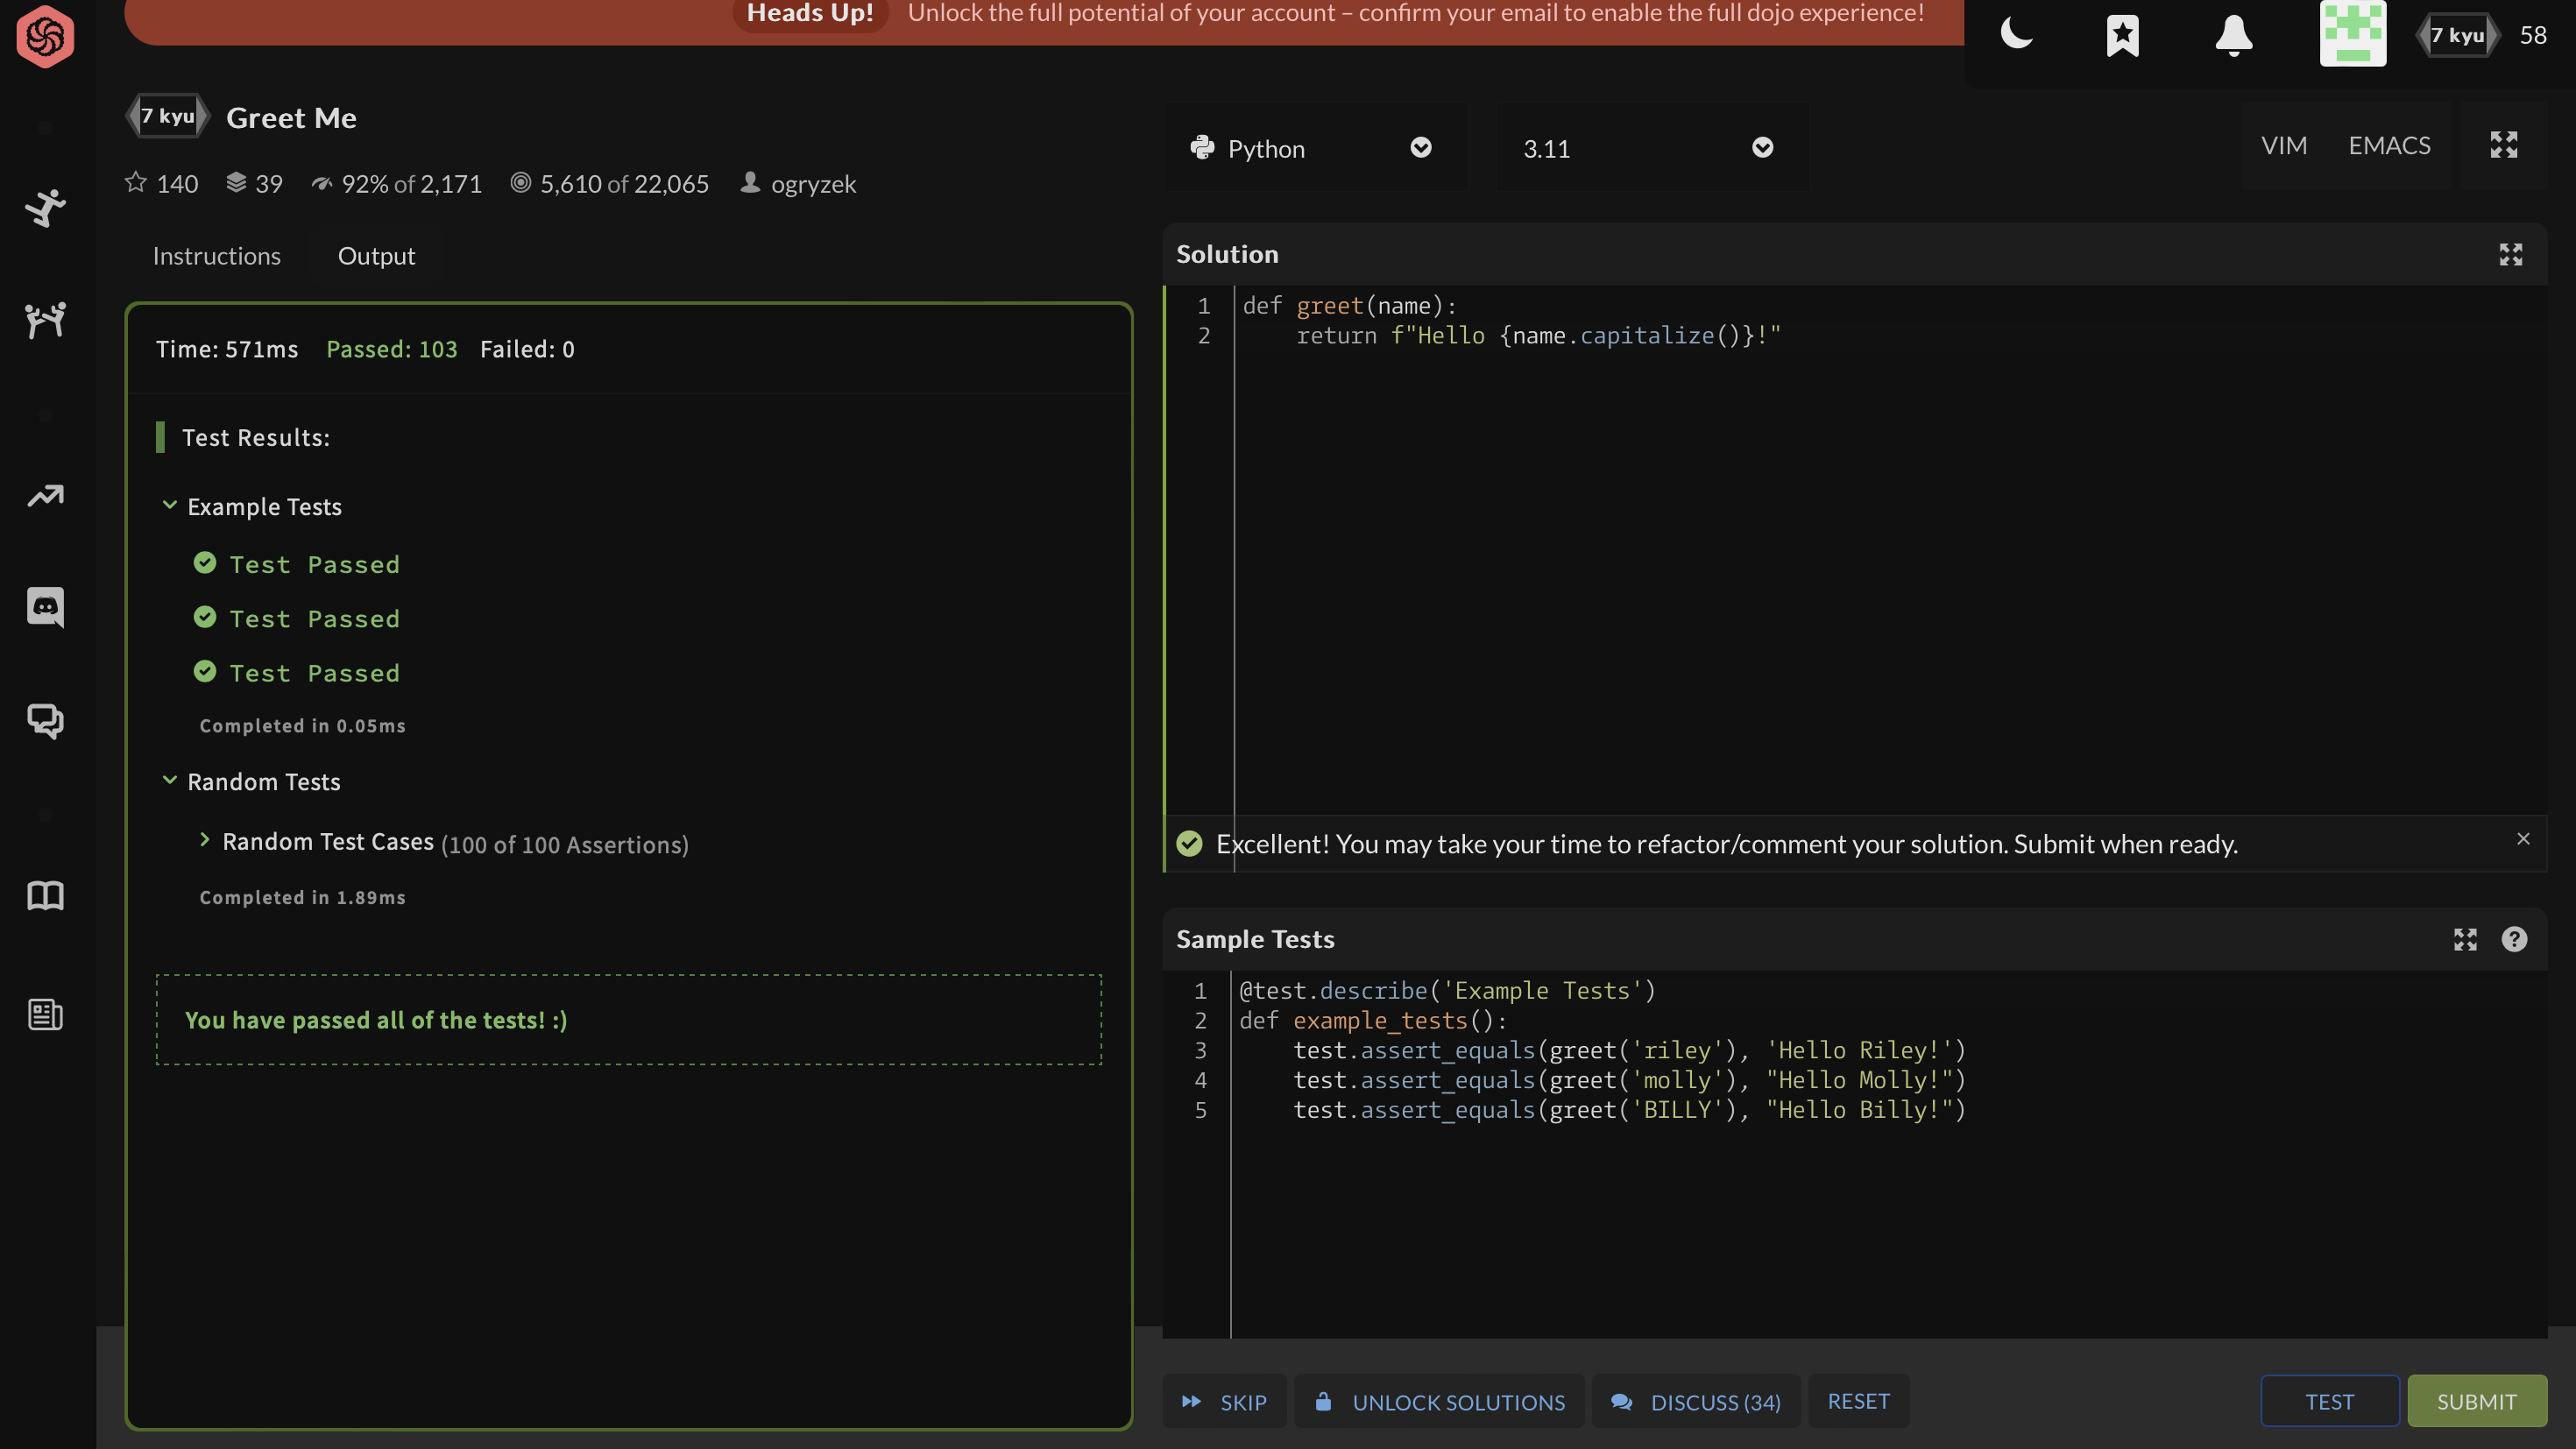 Heads Up! Unlock the full potential of your account – confirm your email to enable the full dojo experience!
7 kyu 58
7 kyu Greet Me
140 39 92% of 2,171 5,610 of 22,065 ogryzek
Python 3.11 VIM EMACS
Instructions Output
Time: 571ms Passed: 103 Failed: 0
Test Results:
Example Tests
Test Passed
Test Passed
Test Passed
Completed in 0.05ms
Random Tests
Random Test Cases (100 of 100 Assertions)
Completed in 1.89ms
You have passed all of the tests! :)
Solution
1 def greet(name):
2     return f"Hello {name.capitalize()}!"
Excellent! You may take your time to refactor/comment your solution. Submit when ready.
Sample Tests
1 @test.describe('Example Tests')
2 def example_tests():
3     test.assert_equals(greet('riley'), 'Hello Riley!')
4     test.assert_equals(greet('molly'), "Hello Molly!")
5     test.assert_equals(greet('BILLY'), "Hello Billy!")
SKIP UNLOCK SOLUTIONS DISCUSS (34) RESET TEST SUBMIT